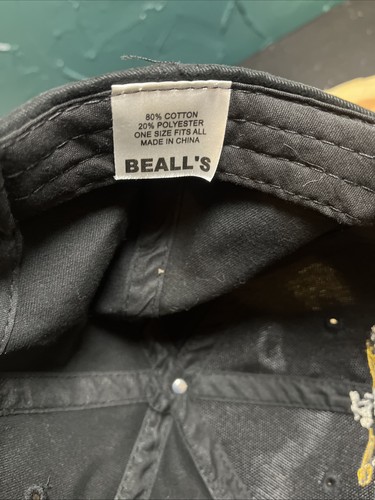 80% COTTON
20% POLYESTER
ONE SIZE FITS ALL
MADE IN CHINA
BEALL'S